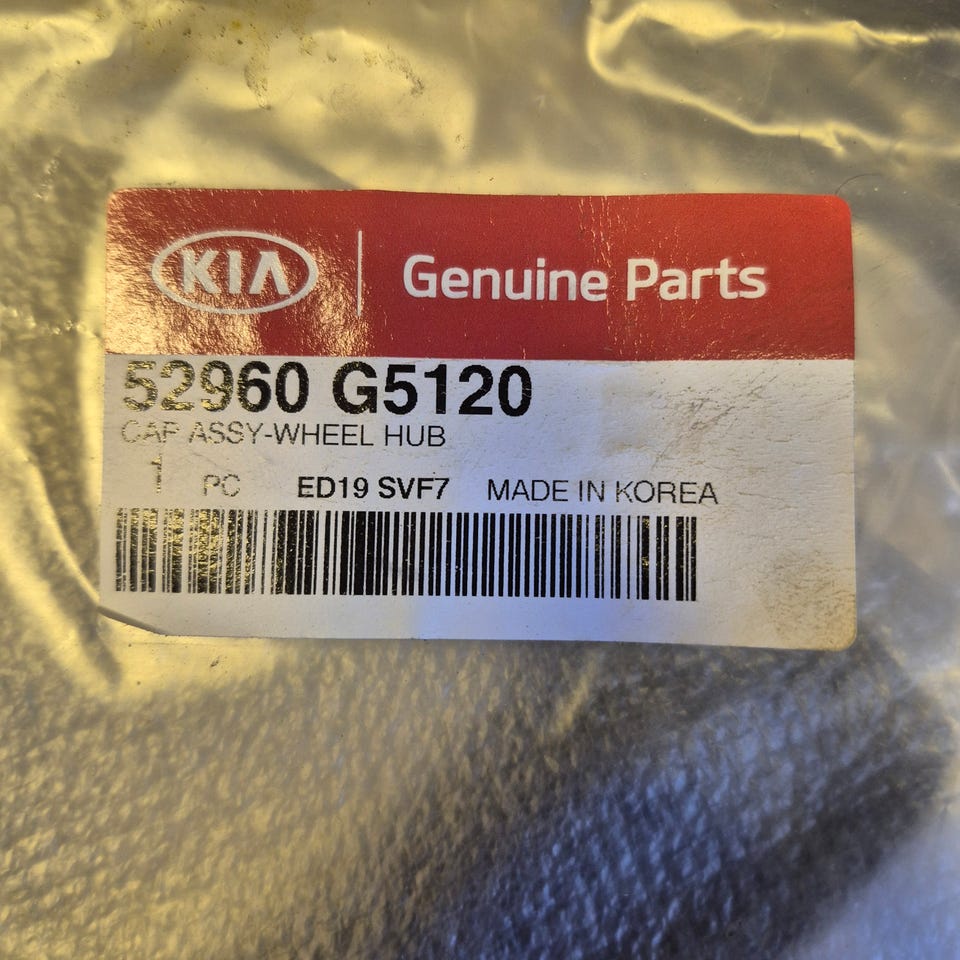 KIA Genuine Parts
52960 G5120
CAP ASSY-WHEEL HUB
1 PC ED19 SVF7 MADE IN KOREA